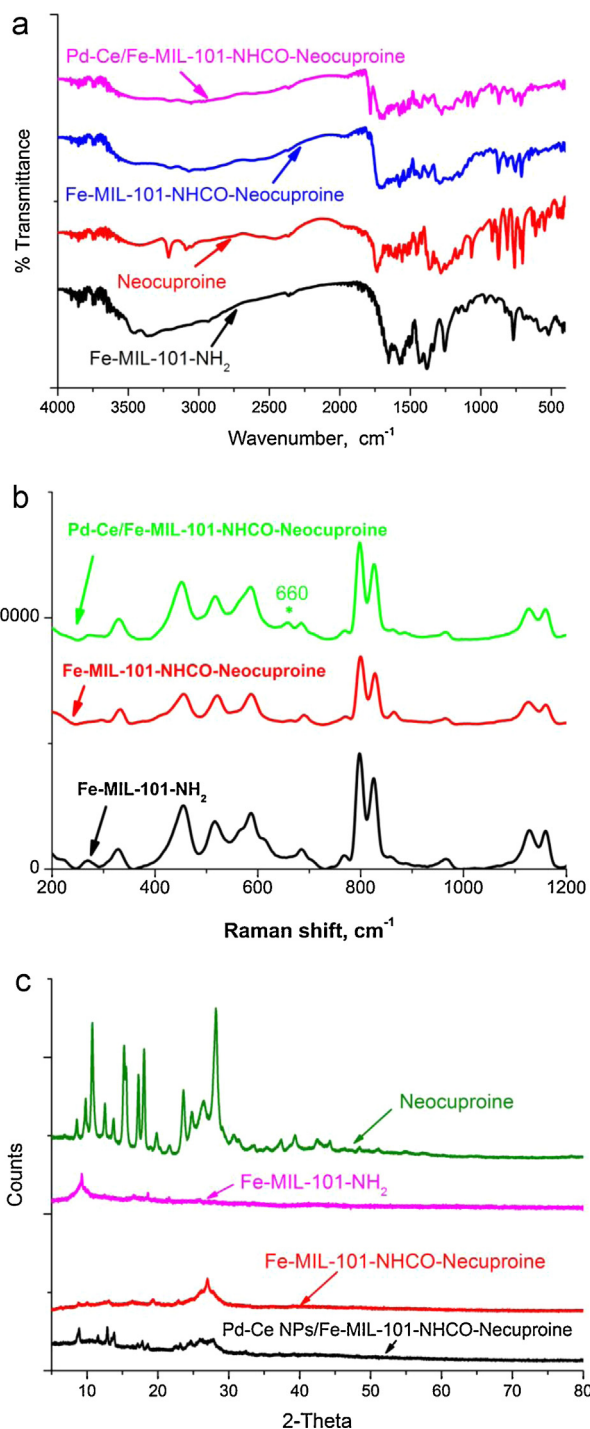 a
Pd-Ce/Fe-MIL-101-NHCO-Neocuproine
Fe-MIL-101-NHCO-Neocuproine
Neocuproine
Fe-MIL-101-NH₂
% Transmittance
4000 3500 3000 2500 2000 1500 1000 500
Wavenumber, cm⁻¹
b
Pd-Ce/Fe-MIL-101-NHCO-Neocuproine
660
*
0000
Fe-MIL-101-NHCO-Neocuproine
Fe-MIL-101-NH₂
0
200 400 600 800 1000 1200
Raman shift, cm⁻¹
c
Neocuproine
Fe-MIL-101-NH₂
Counts
Fe-MIL-101-NHCO-Necuproine
Pd-Ce NPs/Fe-MIL-101-NHCO-Necuproine
10 20 30 40 50 60 70 80
2-Theta